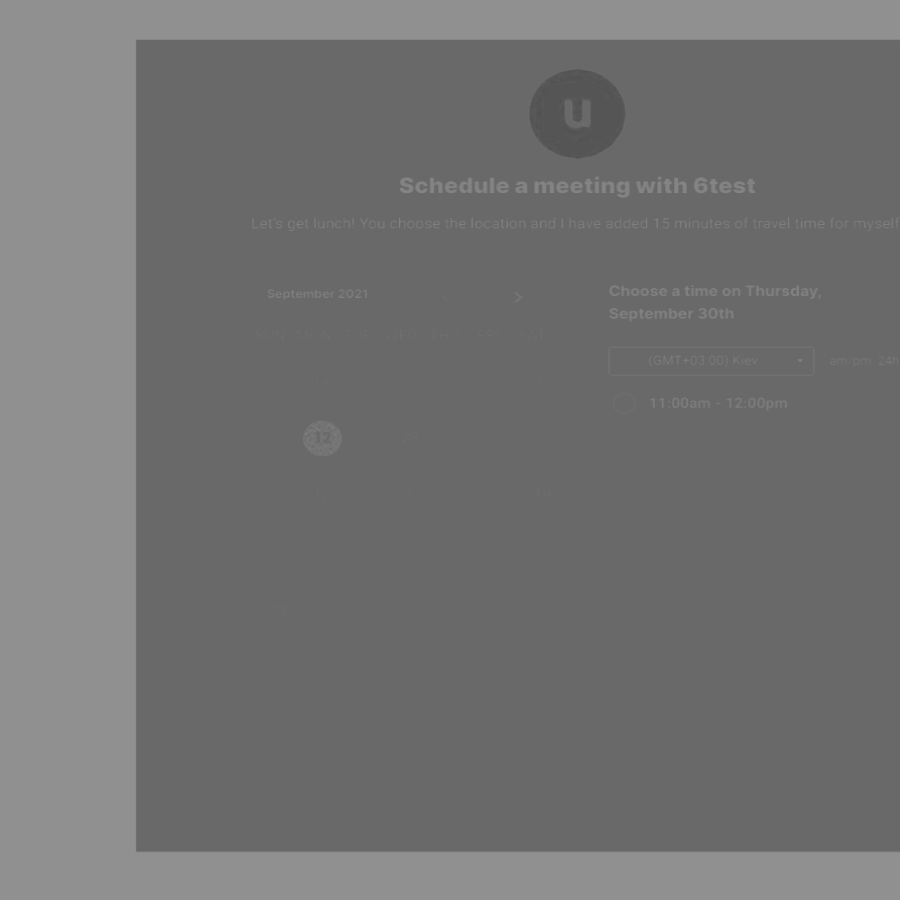 u
Schedule a meeting with 6test
Let's get lunch! You choose the location and I have added 15 minutes of travel time for myself
September 2021
Choose a time on Thursday,
September 30th
(GMT+03:00) Kiev
am/pm 24h
11:00am - 12:00pm
12